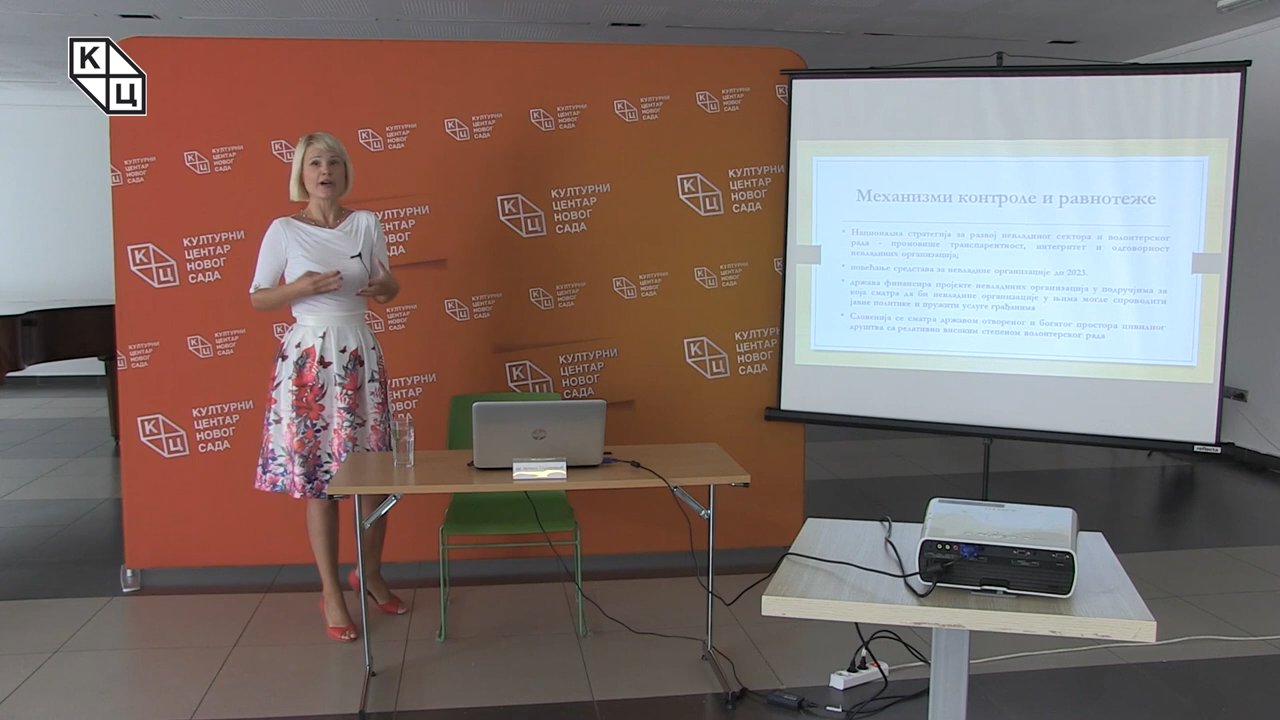 К
Ц
КУЛТУРНИ
ЦЕНТАР
НОВОГ
САДА
Механизми контроле и равнотеже
• Национална стратегија за развој невладиног сектора и волонтерског
рада - промовише транспарентност, интегритет и одговорност
невладиних организација;
• повећање средстава за невладине организације до 2023.
• држава финансира пројекте невладиних организација у подручјима за
која сматра да би невладине организације у њима могле спроводити
јавне политике и пружити услуге грађанима
• Словенија се сматра државом отвореног и богатог простора цивилног
друштва са релативно високим степеном волонтерског рада
reflecta
hp